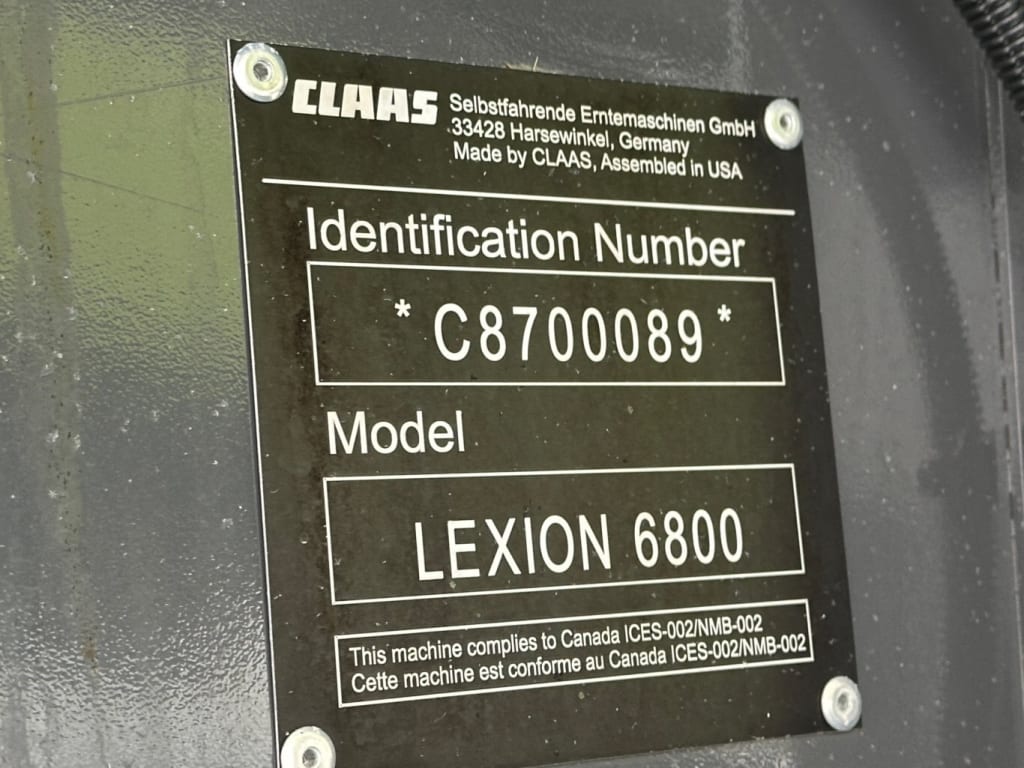 CLAAS Selbstfahrende Erntemaschinen GmbH
33428 Harsewinkel, Germany
Made by CLAAS, Assembled in USA
Identification Number
* C8700089 *
Model
LEXION 6800
This machine complies to Canada ICES-002/NMB-002
Cette machine est conforme au Canada ICES-002/NMB-002